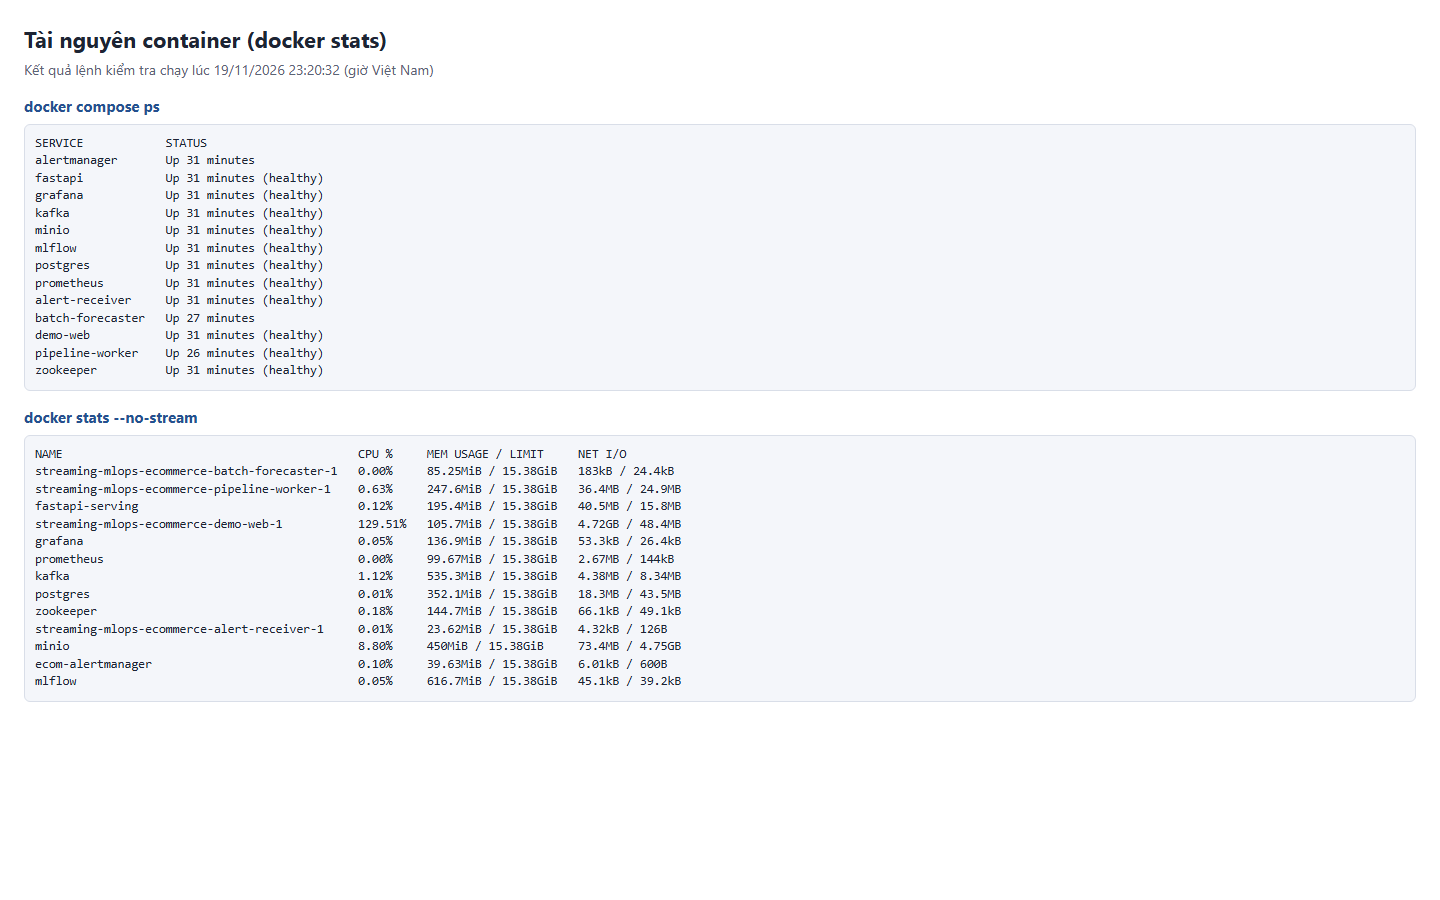 Tài nguyên container (docker stats)
Kết quả lệnh kiểm tra chạy lúc 19/11/2026 23:20:32 (giờ Việt Nam)
docker compose ps
SERVICE STATUS
alertmanager Up 31 minutes
fastapi Up 31 minutes (healthy)
grafana Up 31 minutes (healthy)
kafka Up 31 minutes (healthy)
minio Up 31 minutes (healthy)
mlflow Up 31 minutes (healthy)
postgres Up 31 minutes (healthy)
prometheus Up 31 minutes (healthy)
alert-receiver Up 31 minutes (healthy)
batch-forecaster Up 27 minutes
demo-web Up 31 minutes (healthy)
pipeline-worker Up 26 minutes (healthy)
zookeeper Up 31 minutes (healthy)
docker stats --no-stream
NAME CPU % MEM USAGE / LIMIT NET I/O
streaming-mlops-ecommerce-batch-forecaster-1 0.00% 85.25MiB / 15.38GiB 183kB / 24.4kB
streaming-mlops-ecommerce-pipeline-worker-1 0.63% 247.6MiB / 15.38GiB 36.4MB / 24.9MB
fastapi-serving 0.12% 195.4MiB / 15.38GiB 40.5MB / 15.8MB
streaming-mlops-ecommerce-demo-web-1 129.51% 105.7MiB / 15.38GiB 4.72GB / 48.4MB
grafana 0.05% 136.9MiB / 15.38GiB 53.3kB / 26.4kB
prometheus 0.00% 99.67MiB / 15.38GiB 2.67MB / 144kB
kafka 1.12% 535.3MiB / 15.38GiB 4.38MB / 8.34MB
postgres 0.01% 352.1MiB / 15.38GiB 18.3MB / 43.5MB
zookeeper 0.18% 144.7MiB / 15.38GiB 66.1kB / 49.1kB
streaming-mlops-ecommerce-alert-receiver-1 0.01% 23.62MiB / 15.38GiB 4.32kB / 126B
minio 8.80% 450MiB / 15.38GiB 73.4MB / 4.75GB
ecom-alertmanager 0.10% 39.63MiB / 15.38GiB 6.01kB / 600B
mlflow 0.05% 616.7MiB / 15.38GiB 45.1kB / 39.2kB